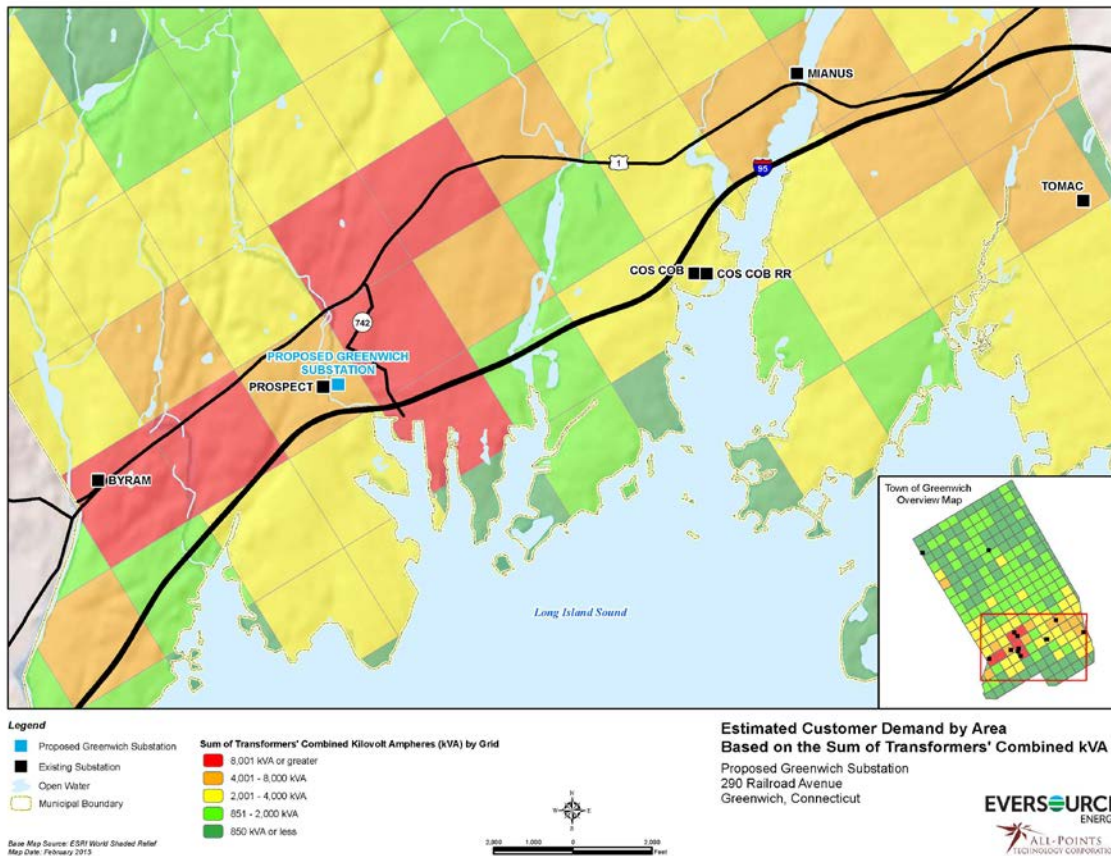 MIANUS
1
95
TOMAC
COS COB
COS COB RR
742
PROPOSED GREENWICH
SUBSTATION
PROSPECT
BYRAM
Long Island Sound
Town of Greenwich
Overview Map
Legend
Proposed Greenwich Substation
Existing Substation
Open Water
Municipal Boundary
Base Map Source: ESRI World Shaded Relief
Map Date: February 2015
Sum of Transformers' Combined Kilovolt Amperes (kVA) by Grid
8,001 kVA or greater
4,001 - 8,000 kVA
2,001 - 4,000 kVA
851 - 2,000 kVA
850 kVA or less
N
W
E
S
2,000
0
2,000
Feet
Estimated Customer Demand by Area
Based on the Sum of Transformers' Combined kVA
Proposed Greenwich Substation
290 Railroad Avenue
Greenwich, Connecticut
EVERSOURCE
ENERGY
ALL-POINTS
TECHNOLOGY CORPORATION